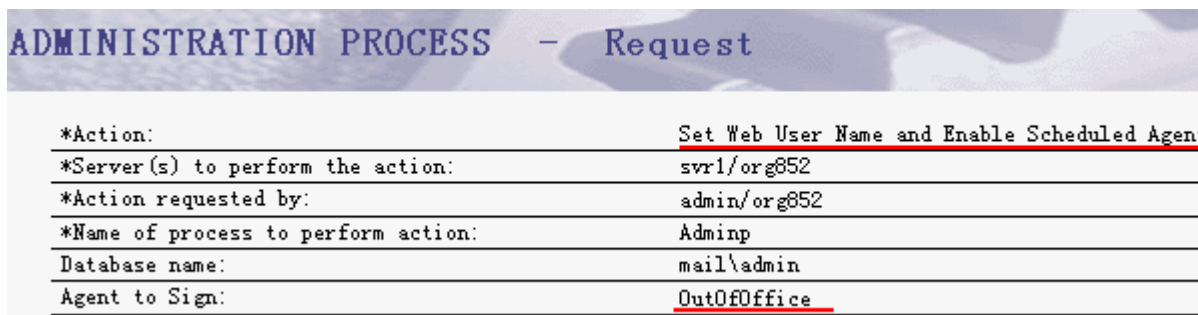 ADMINISTRATION PROCESS - Request
*Action: Set Web User Name and Enable Scheduled Agen
*Server(s) to perform the action: svr1/org852
*Action requested by: admin/org852
*Name of process to perform action: Adminp
Database name: mail\admin
Agent to Sign: OutOfOffice